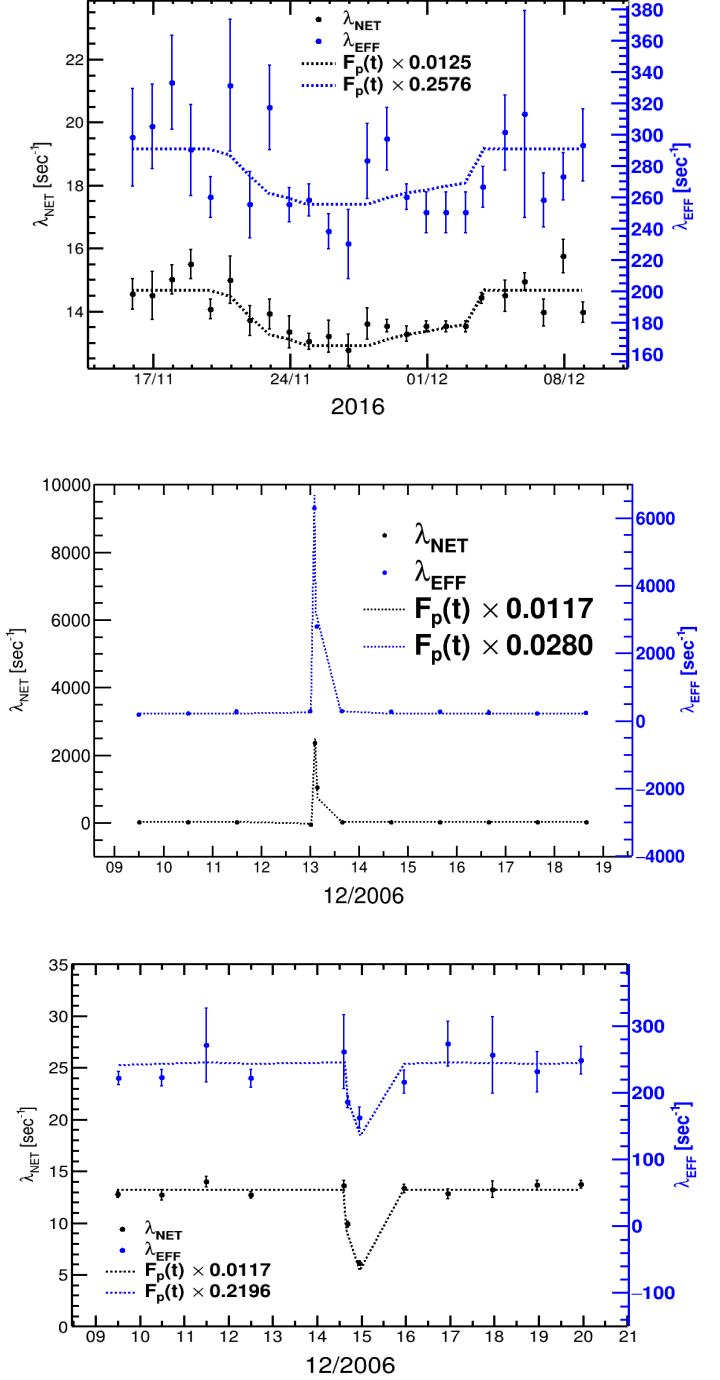 λNET
λEFF
Fp(t) × 0.0125
Fp(t) × 0.2576
22
20
18
16
14
λNET [sec-1]
380
360
340
320
300
280
260
240
220
200
180
160
λEFF [sec-1]
17/11
24/11
01/12
08/12
2016
10000
8000
6000
4000
2000
0
λNET [sec-1]
λNET
λEFF
Fp(t) × 0.0117
Fp(t) × 0.0280
6000
4000
2000
0
−2000
−4000
λEFF [sec-1]
09 10 11 12 13 14 15 16 17 18 19
12/2006
35
30
25
20
15
10
5
0
λNET [sec-1]
λNET
λEFF
Fp(t) × 0.0117
Fp(t) × 0.2196
300
200
100
0
−100
λEFF [sec-1]
09 10 11 12 13 14 15 16 17 18 19 20 21
12/2006